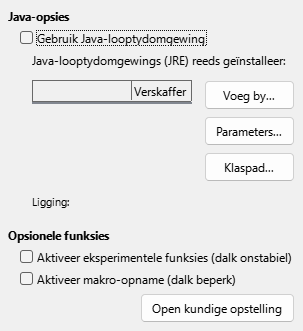 Java-opsies
Gebruik Java-looptydomgewing
Java-looptydomgewings (JRE) reeds geïnstalleer:
Verskaffer
Voeg by...
Parameters...
Klaspad...
Ligging:
Opsionele funksies
Aktiveer eksperimentele funksies (dalk onstabiel)
Aktiveer makro-opname (dalk beperk)
Open kundige opstelling